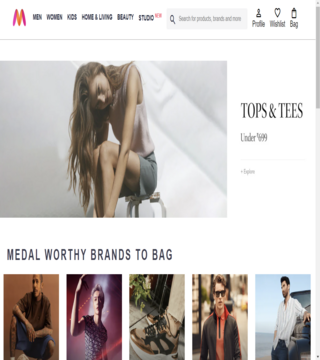 MEN WOMEN KIDS HOME & LIVING BEAUTY STUDIO NEW Search for products, brands and more Profile Wishlist Bag
TOPS & TEES
Under ₹699
+ Explore
MEDAL WORTHY BRANDS TO BAG